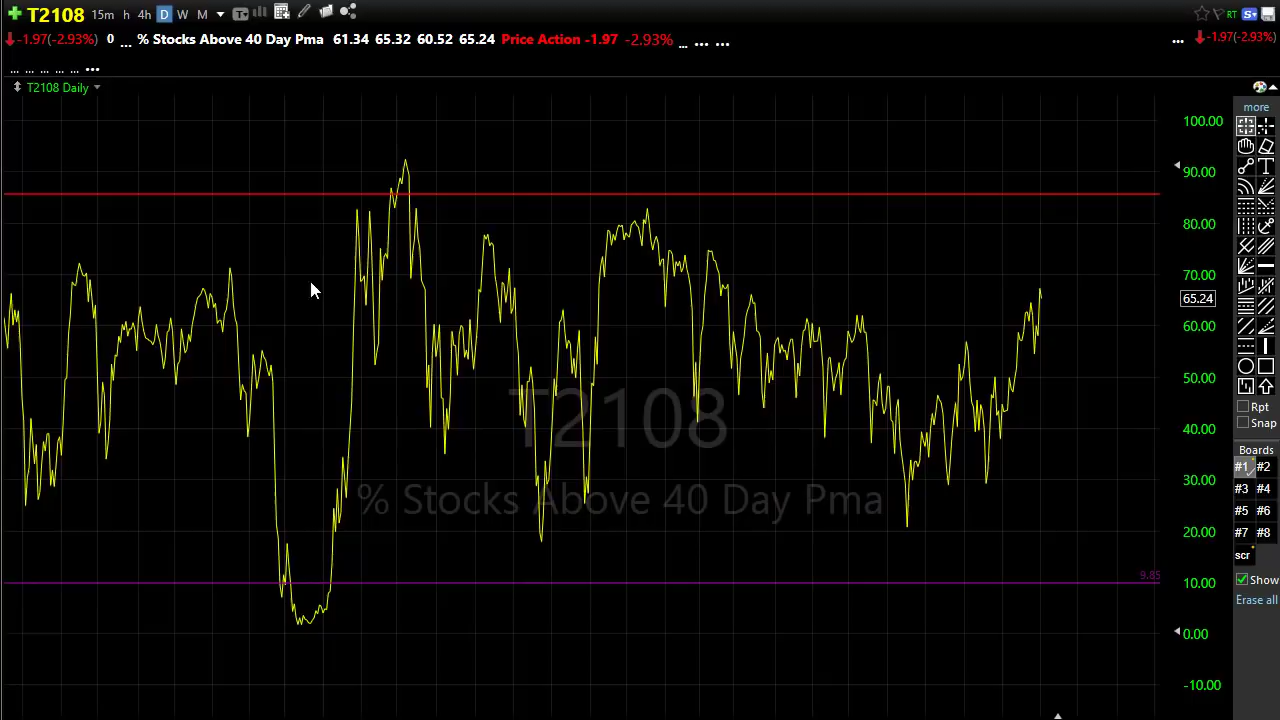 T2108 15m h 4h D W M T RT S
-1.97(-2.93%) 0 ... % Stocks Above 40 Day Pma 61.34 65.32 60.52 65.24 Price Action -1.97 -2.93% ... ... ... ... -1.97(-2.93%)
... ... ... ... ... ...
T2108 Daily
more
100.00
90.00
80.00
70.00
65.24
60.00
50.00
40.00
30.00
20.00
9.85
10.00
0.00
-10.00
T2108
% Stocks Above 40 Day Pma
T
Rpt
Snap
Boards
#1 #2
#3 #4
#5 #6
#7 #8
scr
Show
Erase all